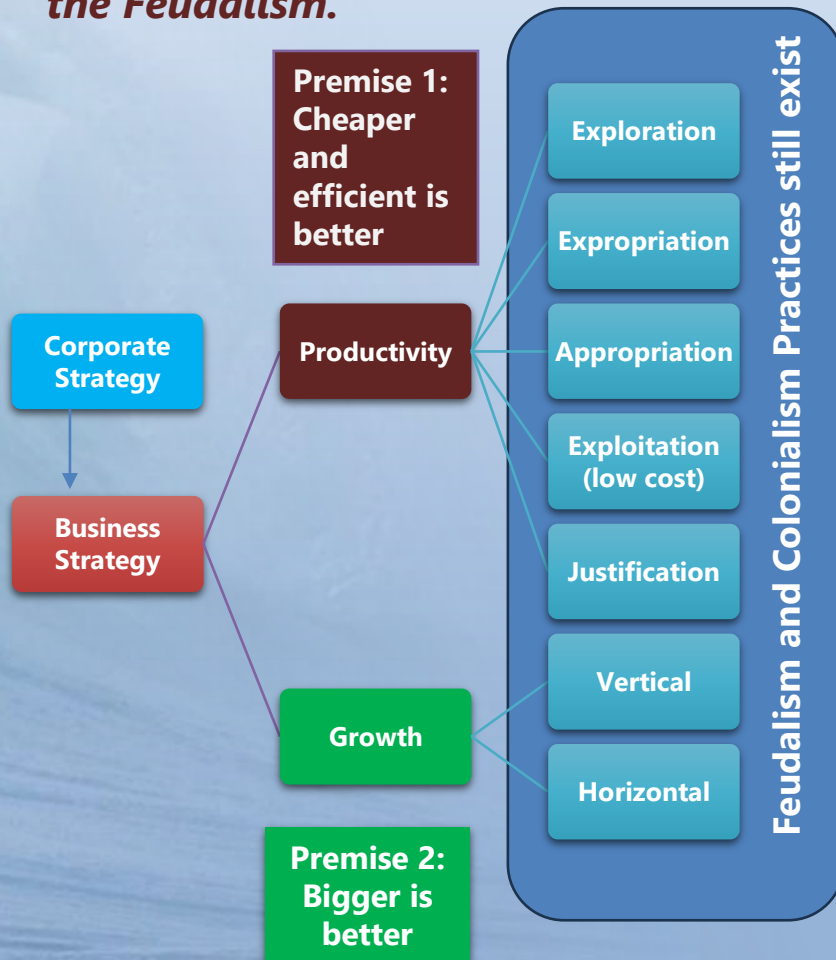 the Feudalism.
Premise 1:
Cheaper
and
efficient is
better
Corporate
Strategy
Business
Strategy
Productivity
Growth
Premise 2:
Bigger is
better
Exploration
Expropriation
Appropriation
Exploitation
(low cost)
Justification
Vertical
Horizontal
Feudalism and Colonialism Practices still exist